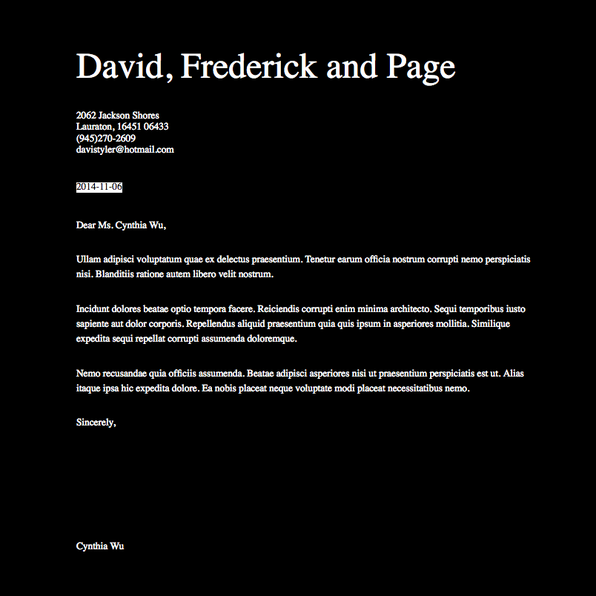 David, Frederick and Page
2062 Jackson Shores
Lauraton, 16451 06433
(945)270-2609
davistyler@hotmail.com
2014-11-06
Dear Ms. Cynthia Wu,
Ullam adipisci voluptatum quae ex delectus praesentium. Tenetur earum officia nostrum corrupti nemo perspiciatis
nisi. Blanditiis ratione autem libero velit nostrum.
Incidunt dolores beatae optio tempora facere. Reiciendis corrupti enim minima architecto. Sequi temporibus iusto
sapiente aut dolor corporis. Repellendus aliquid praesentium quia quis ipsum in asperiores mollitia. Similique
expedita sequi repellat corrupti assumenda doloremque.
Nemo recusandae quia officiis assumenda. Beatae adipisci asperiores nisi ut praesentium perspiciatis est ut. Alias
itaque ipsa hic expedita dolore. Ea nobis placeat neque voluptate modi placeat necessitatibus nemo.
Sincerely,
Cynthia Wu